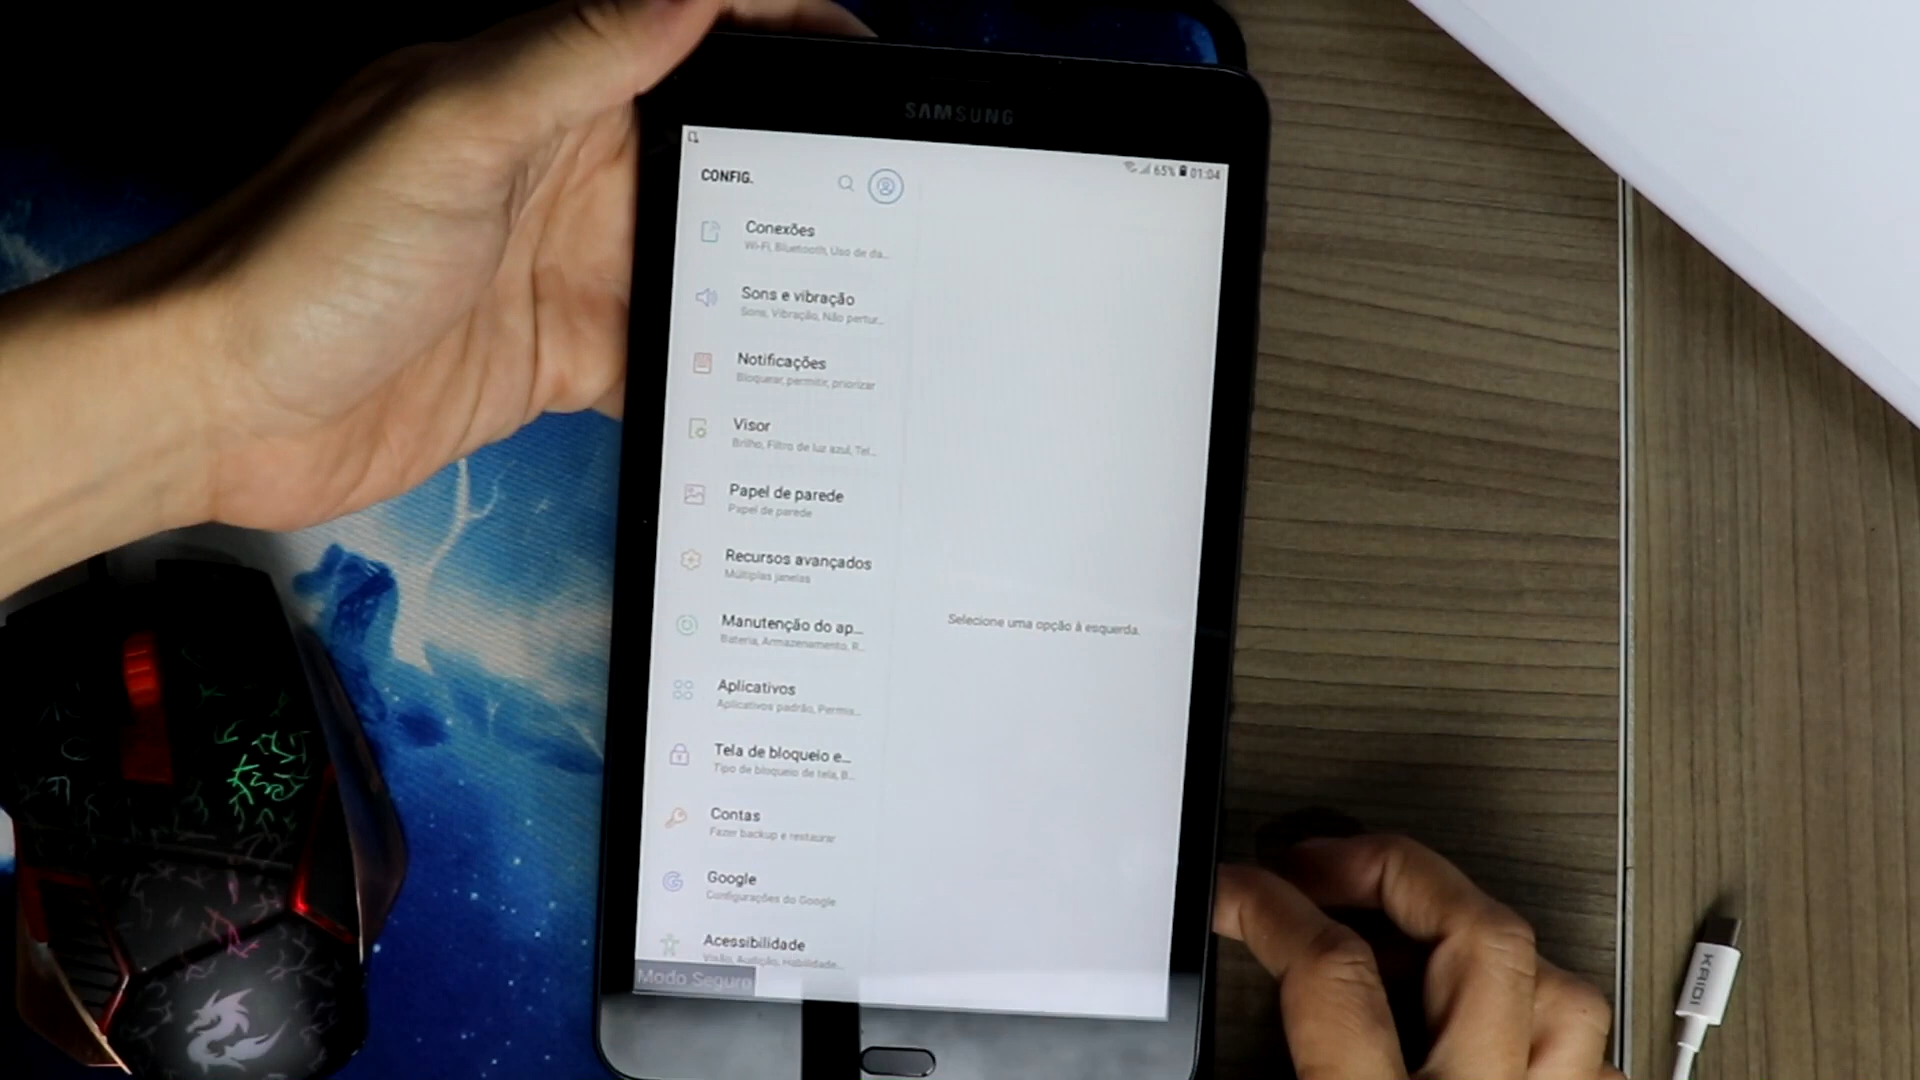 SAMSUNG
65% 01:04
CONFIG.
Conexões
Wi-Fi, Bluetooth, Uso de da...
Sons e vibração
Sons, Vibração, Não pertur...
Notificações
Bloquear, permitir, priorizar
Visor
Brilho, Filtro de luz azul, Tel...
Papel de parede
Papel de parede
Recursos avançados
Múltiplas janelas
Manutenção do ap...
Bateria, Armazenamento, R...
Aplicativos
Aplicativos padrão, Permis...
Tela de bloqueio e...
Tipo de bloqueio de tela, B...
Contas
Fazer backup e restaurar
Google
Configurações do Google
Acessibilidade
Visão, Audição, Habilidade...
Modo Seguro
Selecione uma opção à esquerda.
KAIDI